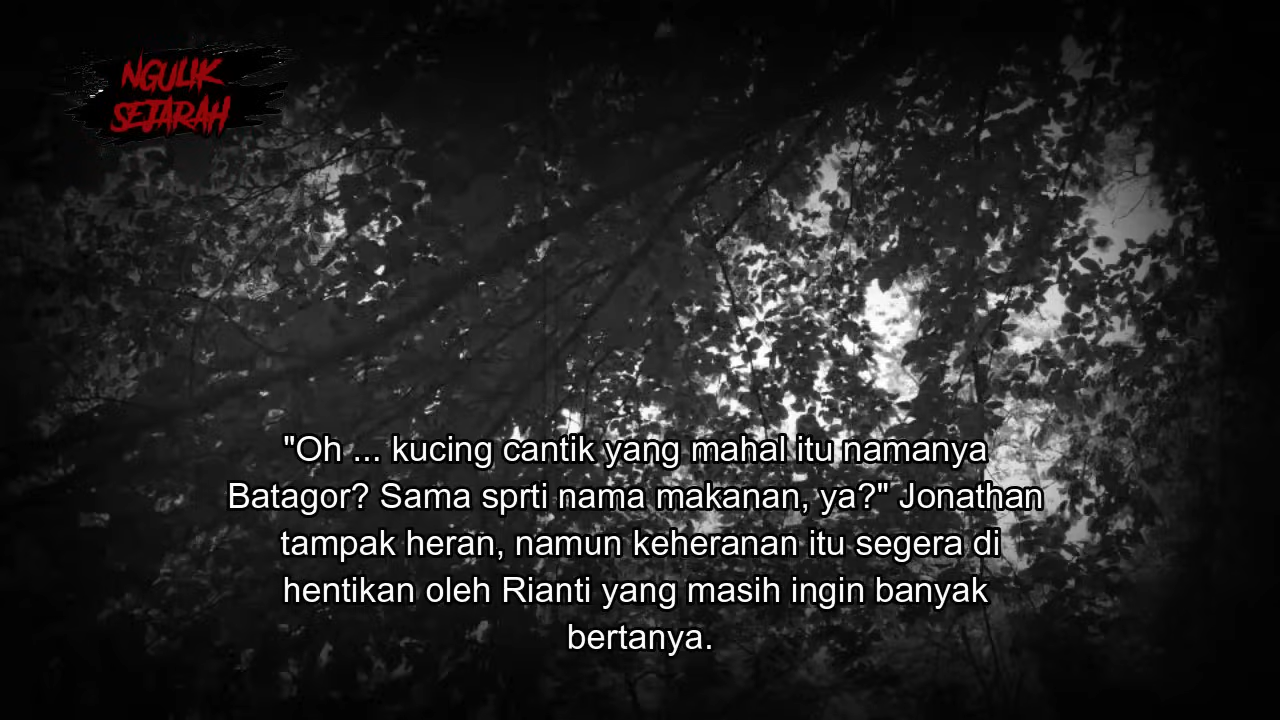 NGULIK
SEJARAH
"Oh ... kucing cantik yang mahal itu namanya
Batagor? Sama sprti nama makanan, ya?" Jonathan
tampak heran, namun keheranan itu segera di
hentikan oleh Rianti yang masih ingin banyak
bertanya.